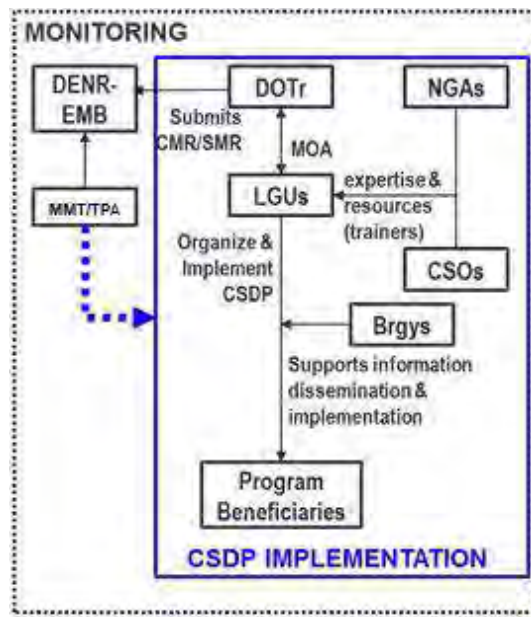 MONITORING
DENR-
EMB
DOTr
NGAs
Submits
CMR/SMR
MOA
MMT/TPA
LGUs
expertise &
resources
(trainers)
Organize &
Implement
CSDP
CSOs
Brgys
Supports information
dissemination &
implementation
Program
Beneficiaries
CSDP IMPLEMENTATION